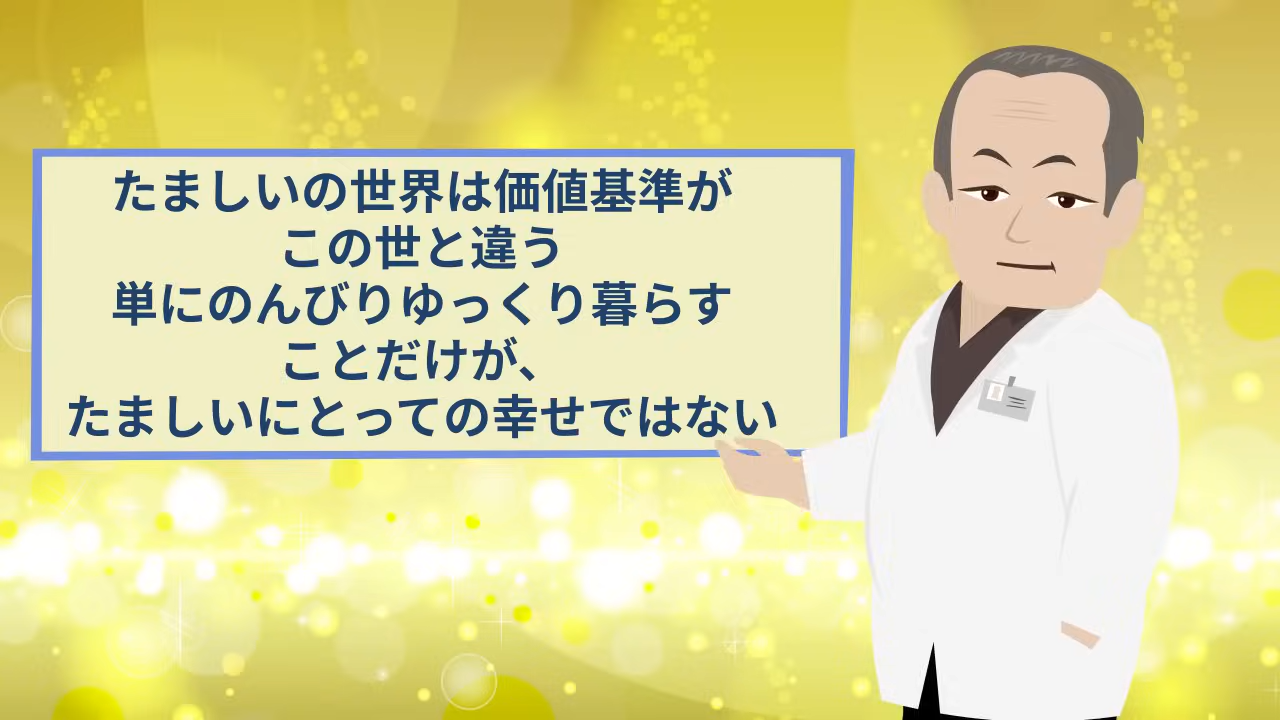 たましいの世界は価値基準が
この世と違う
単にのんびりゆっくり暮らす
ことだけが、
たましいにとっての幸せではない